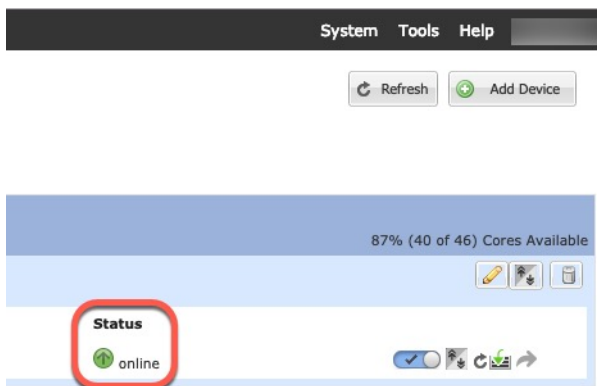 System Tools Help
Refresh Add Device
87% (40 of 46) Cores Available
Status
online